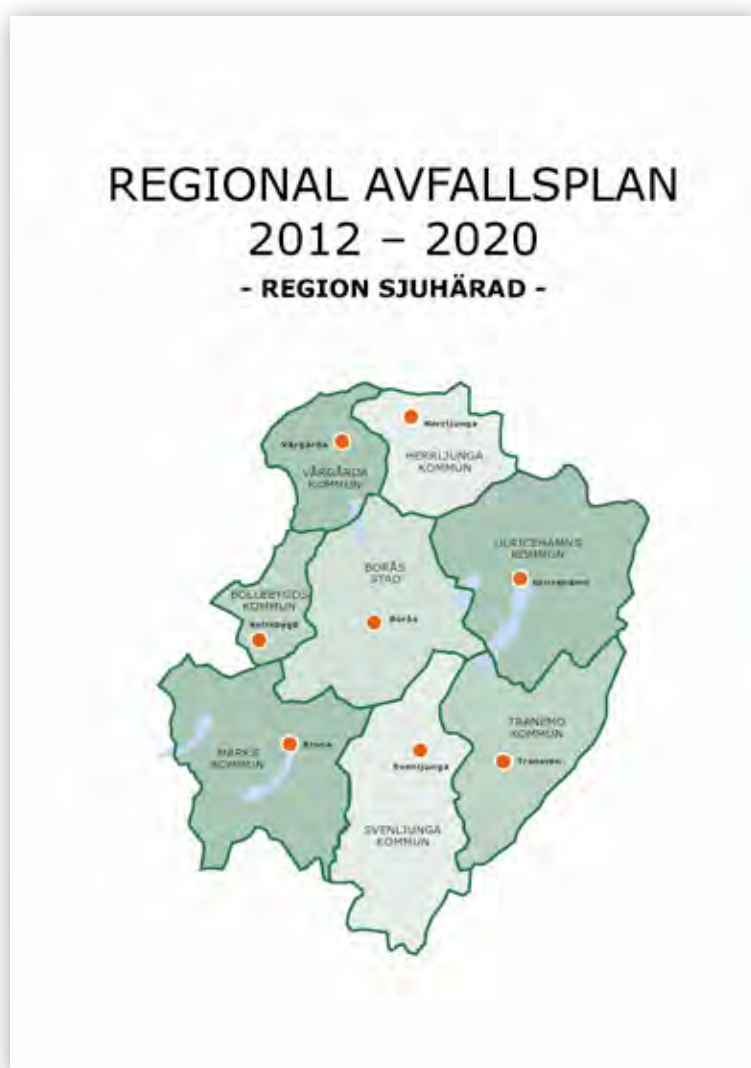 REGIONAL AVFALLSPLAN
2012 – 2020
- REGION SJUHÄRAD -
Herrljunga
Vårgårda
HERRLJUNGA
KOMMUN
VÅRGÅRDA
KOMMUN
ULRICEHAMNS
KOMMUN
BORÅS
STAD
Ulricehamn
BOLLEBYGDS
KOMMUN
Borås
Bollebygd
TRANEMO
KOMMUN
Kinna
MARKS
KOMMUN
Svenljunga
Tranemo
SVENLJUNGA
KOMMUN